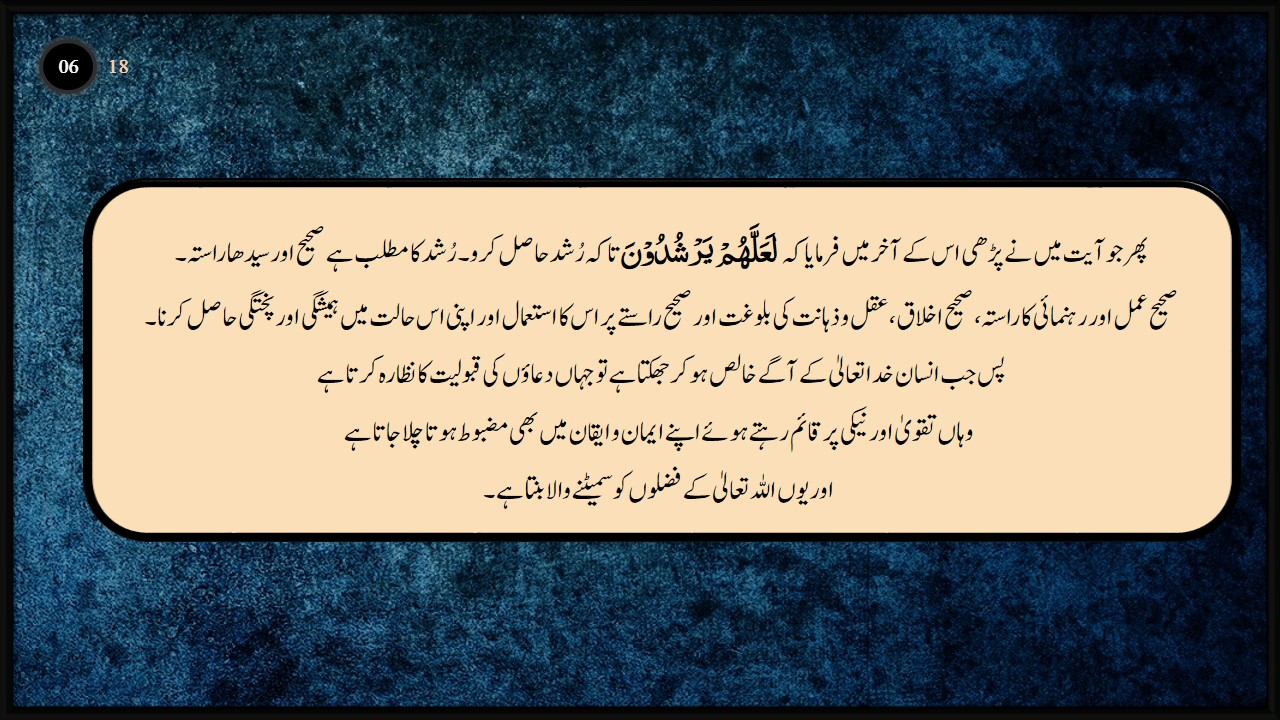 06 18
پھر جو آیت میں نے پڑھی اس کے آخر میں فرمایا کہ لَعَلَّهُمْ يَرْشُدُوْنَ تا کہ رُشد حاصل کرو۔ رُشد کا مطلب ہے صحیح اور سیدھا راستہ۔
صحیح عمل اور رہنمائی کا راستہ، صحیح اخلاق، عقل و ذہانت کی بلوغت اور صحیح راستے پر اس کا استعمال اور اپنی اس حالت میں ہمیشگی اور پختگی حاصل کرنا۔
پس جب انسان خدا تعالیٰ کے آگے خالص ہو کر جھکتا ہے تو جہاں دعاؤں کی قبولیت کا نظارہ کرتا ہے
وہاں تقویٰ اور نیکی پر قائم رہتے ہوئے اپنے ایمان و ایقان میں بھی مضبوط ہوتا چلا جاتا ہے
اور یوں اللہ تعالیٰ کے فضلوں کو سمیٹنے والا بنتا ہے۔